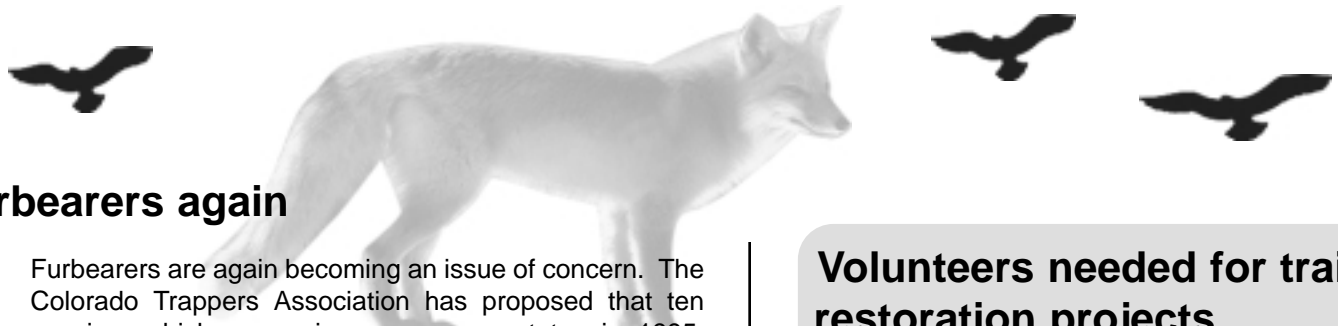 rbearers again
Furbearers are again becoming an issue of concern. The
Colorado Trappers Association has proposed that ten
Volunteers needed for trai
restoration projects